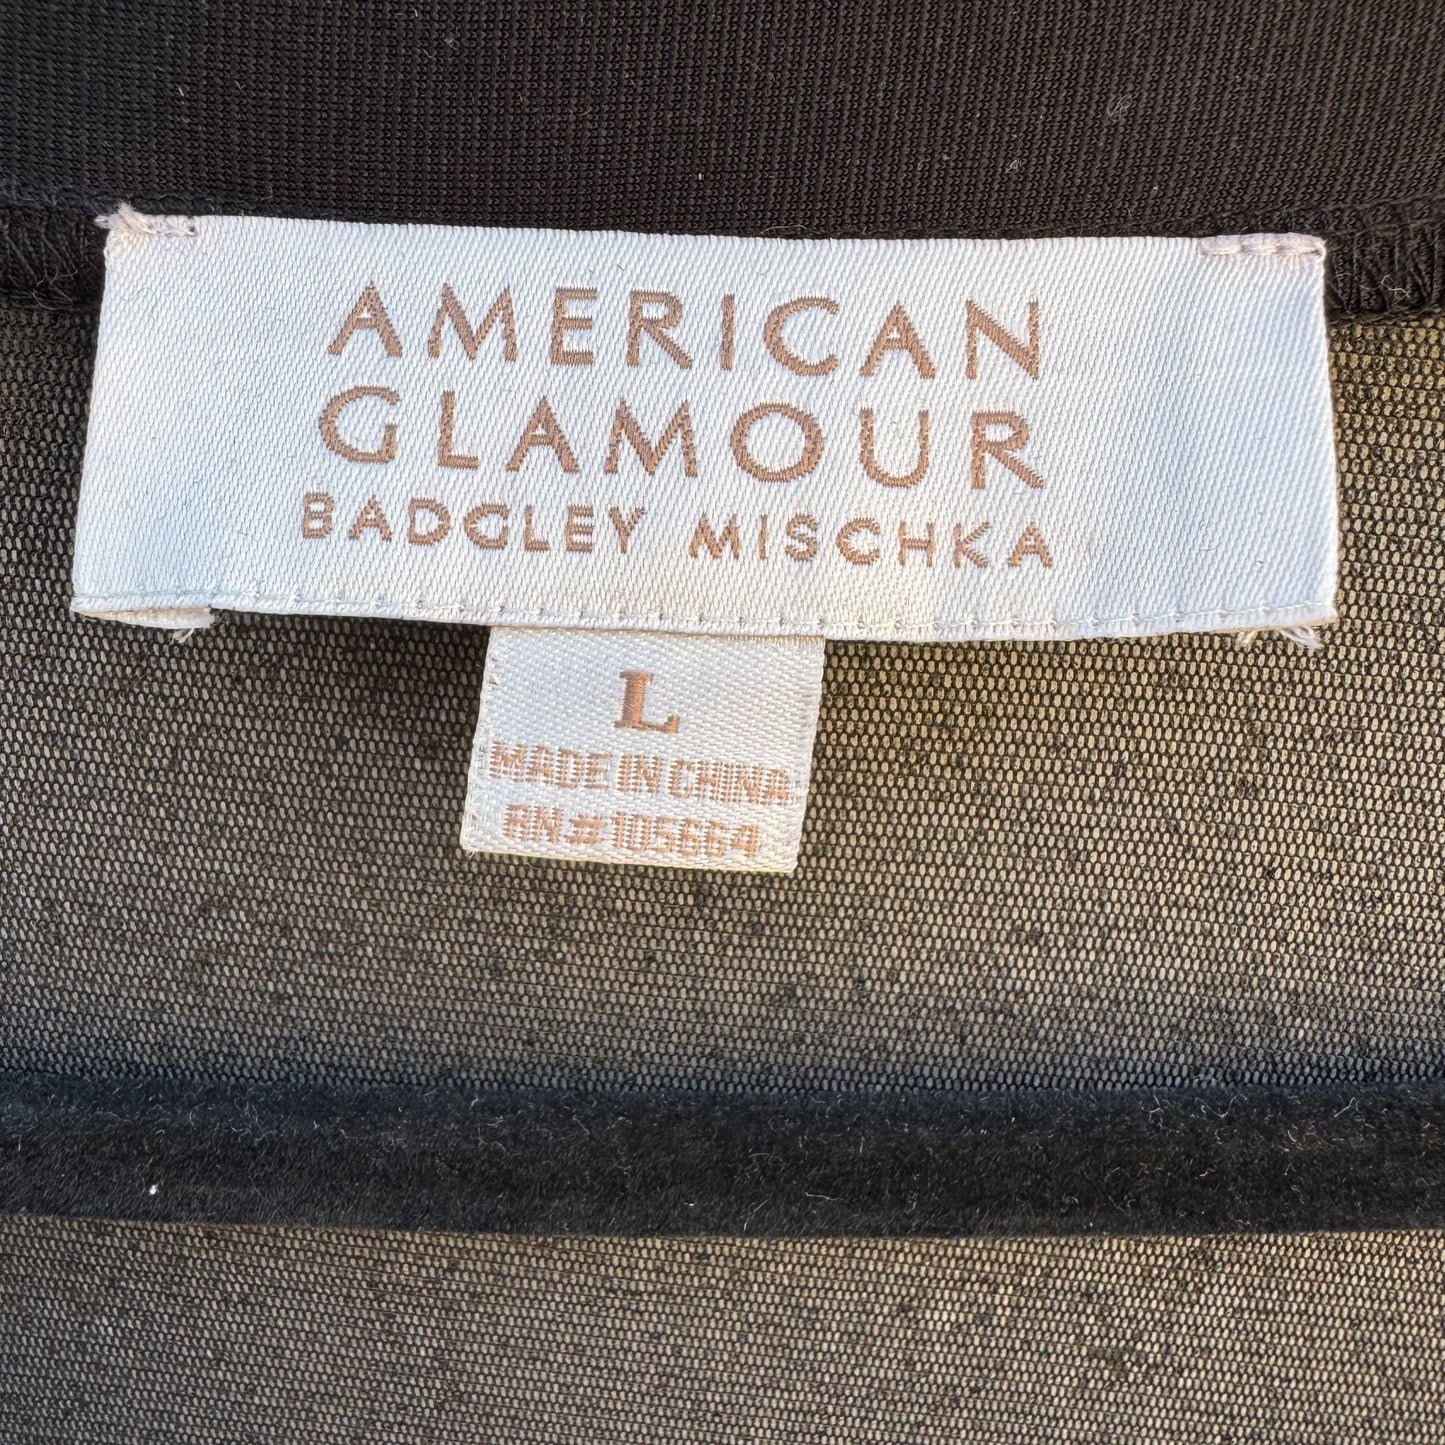 AMERICAN
GLAMOUR
BADGLEY MISCHKA
L
MADE IN CHINA
RN#105664